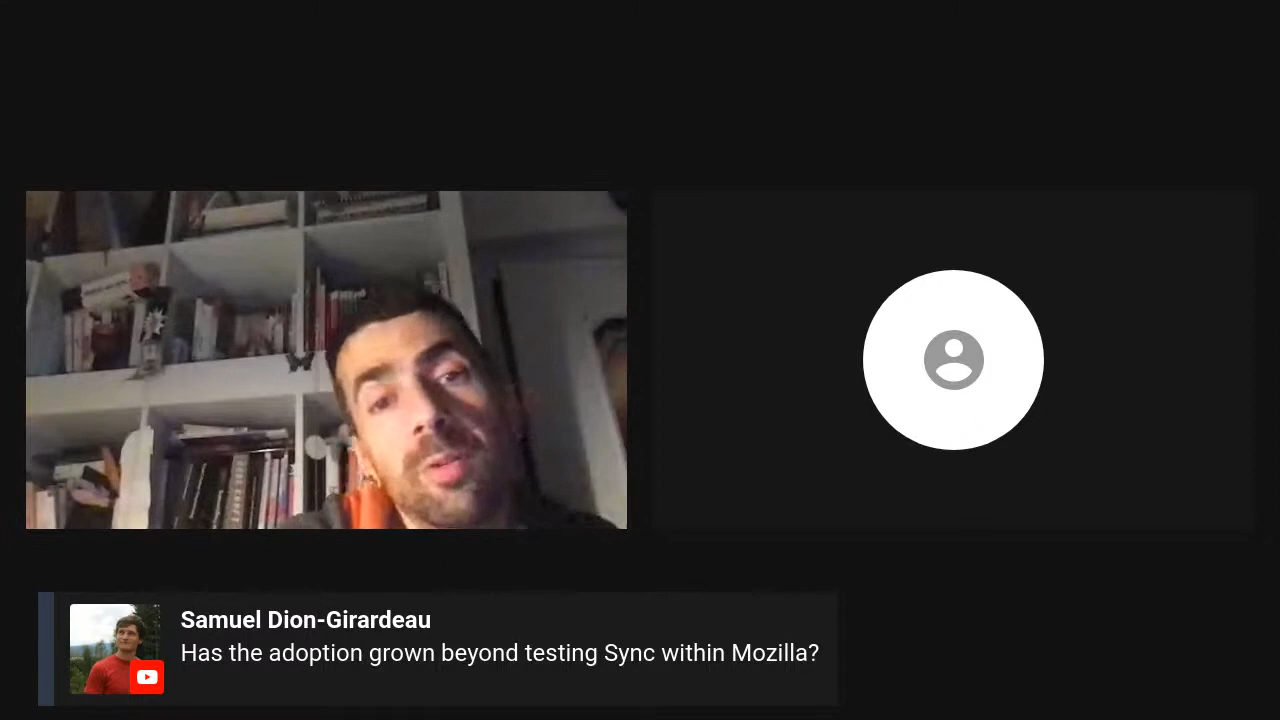 Samuel Dion-Girardeau
Has the adoption grown beyond testing Sync within Mozilla?